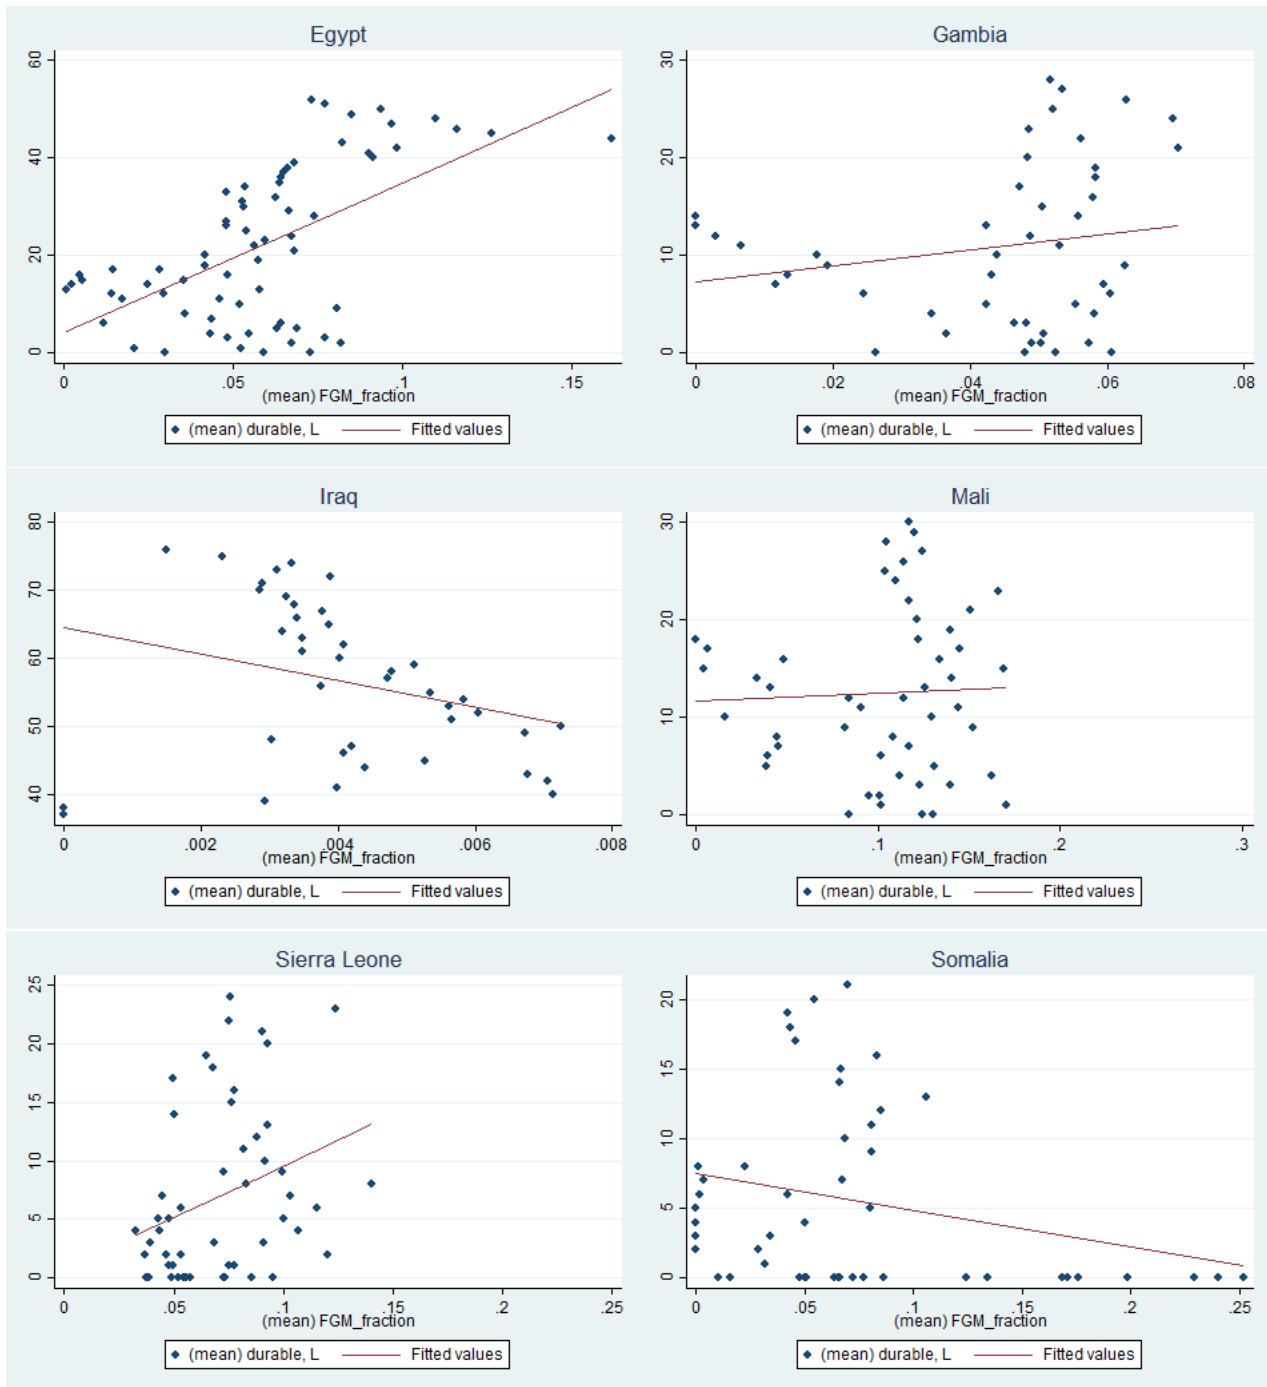 Egypt
60
40
20
0
0 .05 .1 .15
(mean) FGM_fraction
(mean) durable, L Fitted values
Gambia
30
20
10
0
0 .02 .04 .06 .08
(mean) FGM_fraction
(mean) durable, L Fitted values
Iraq
80
70
60
50
40
0 .002 .004 .006 .008
(mean) FGM_fraction
(mean) durable, L Fitted values
Mali
30
20
10
0
0 .1 .2 .3
(mean) FGM_fraction
(mean) durable, L Fitted values
Sierra Leone
25
20
15
10
5
0
0 .05 .1 .15 .2 .25
(mean) FGM_fraction
(mean) durable, L Fitted values
Somalia
20
15
10
5
0
0 .05 .1 .15 .2 .25
(mean) FGM_fraction
(mean) durable, L Fitted values